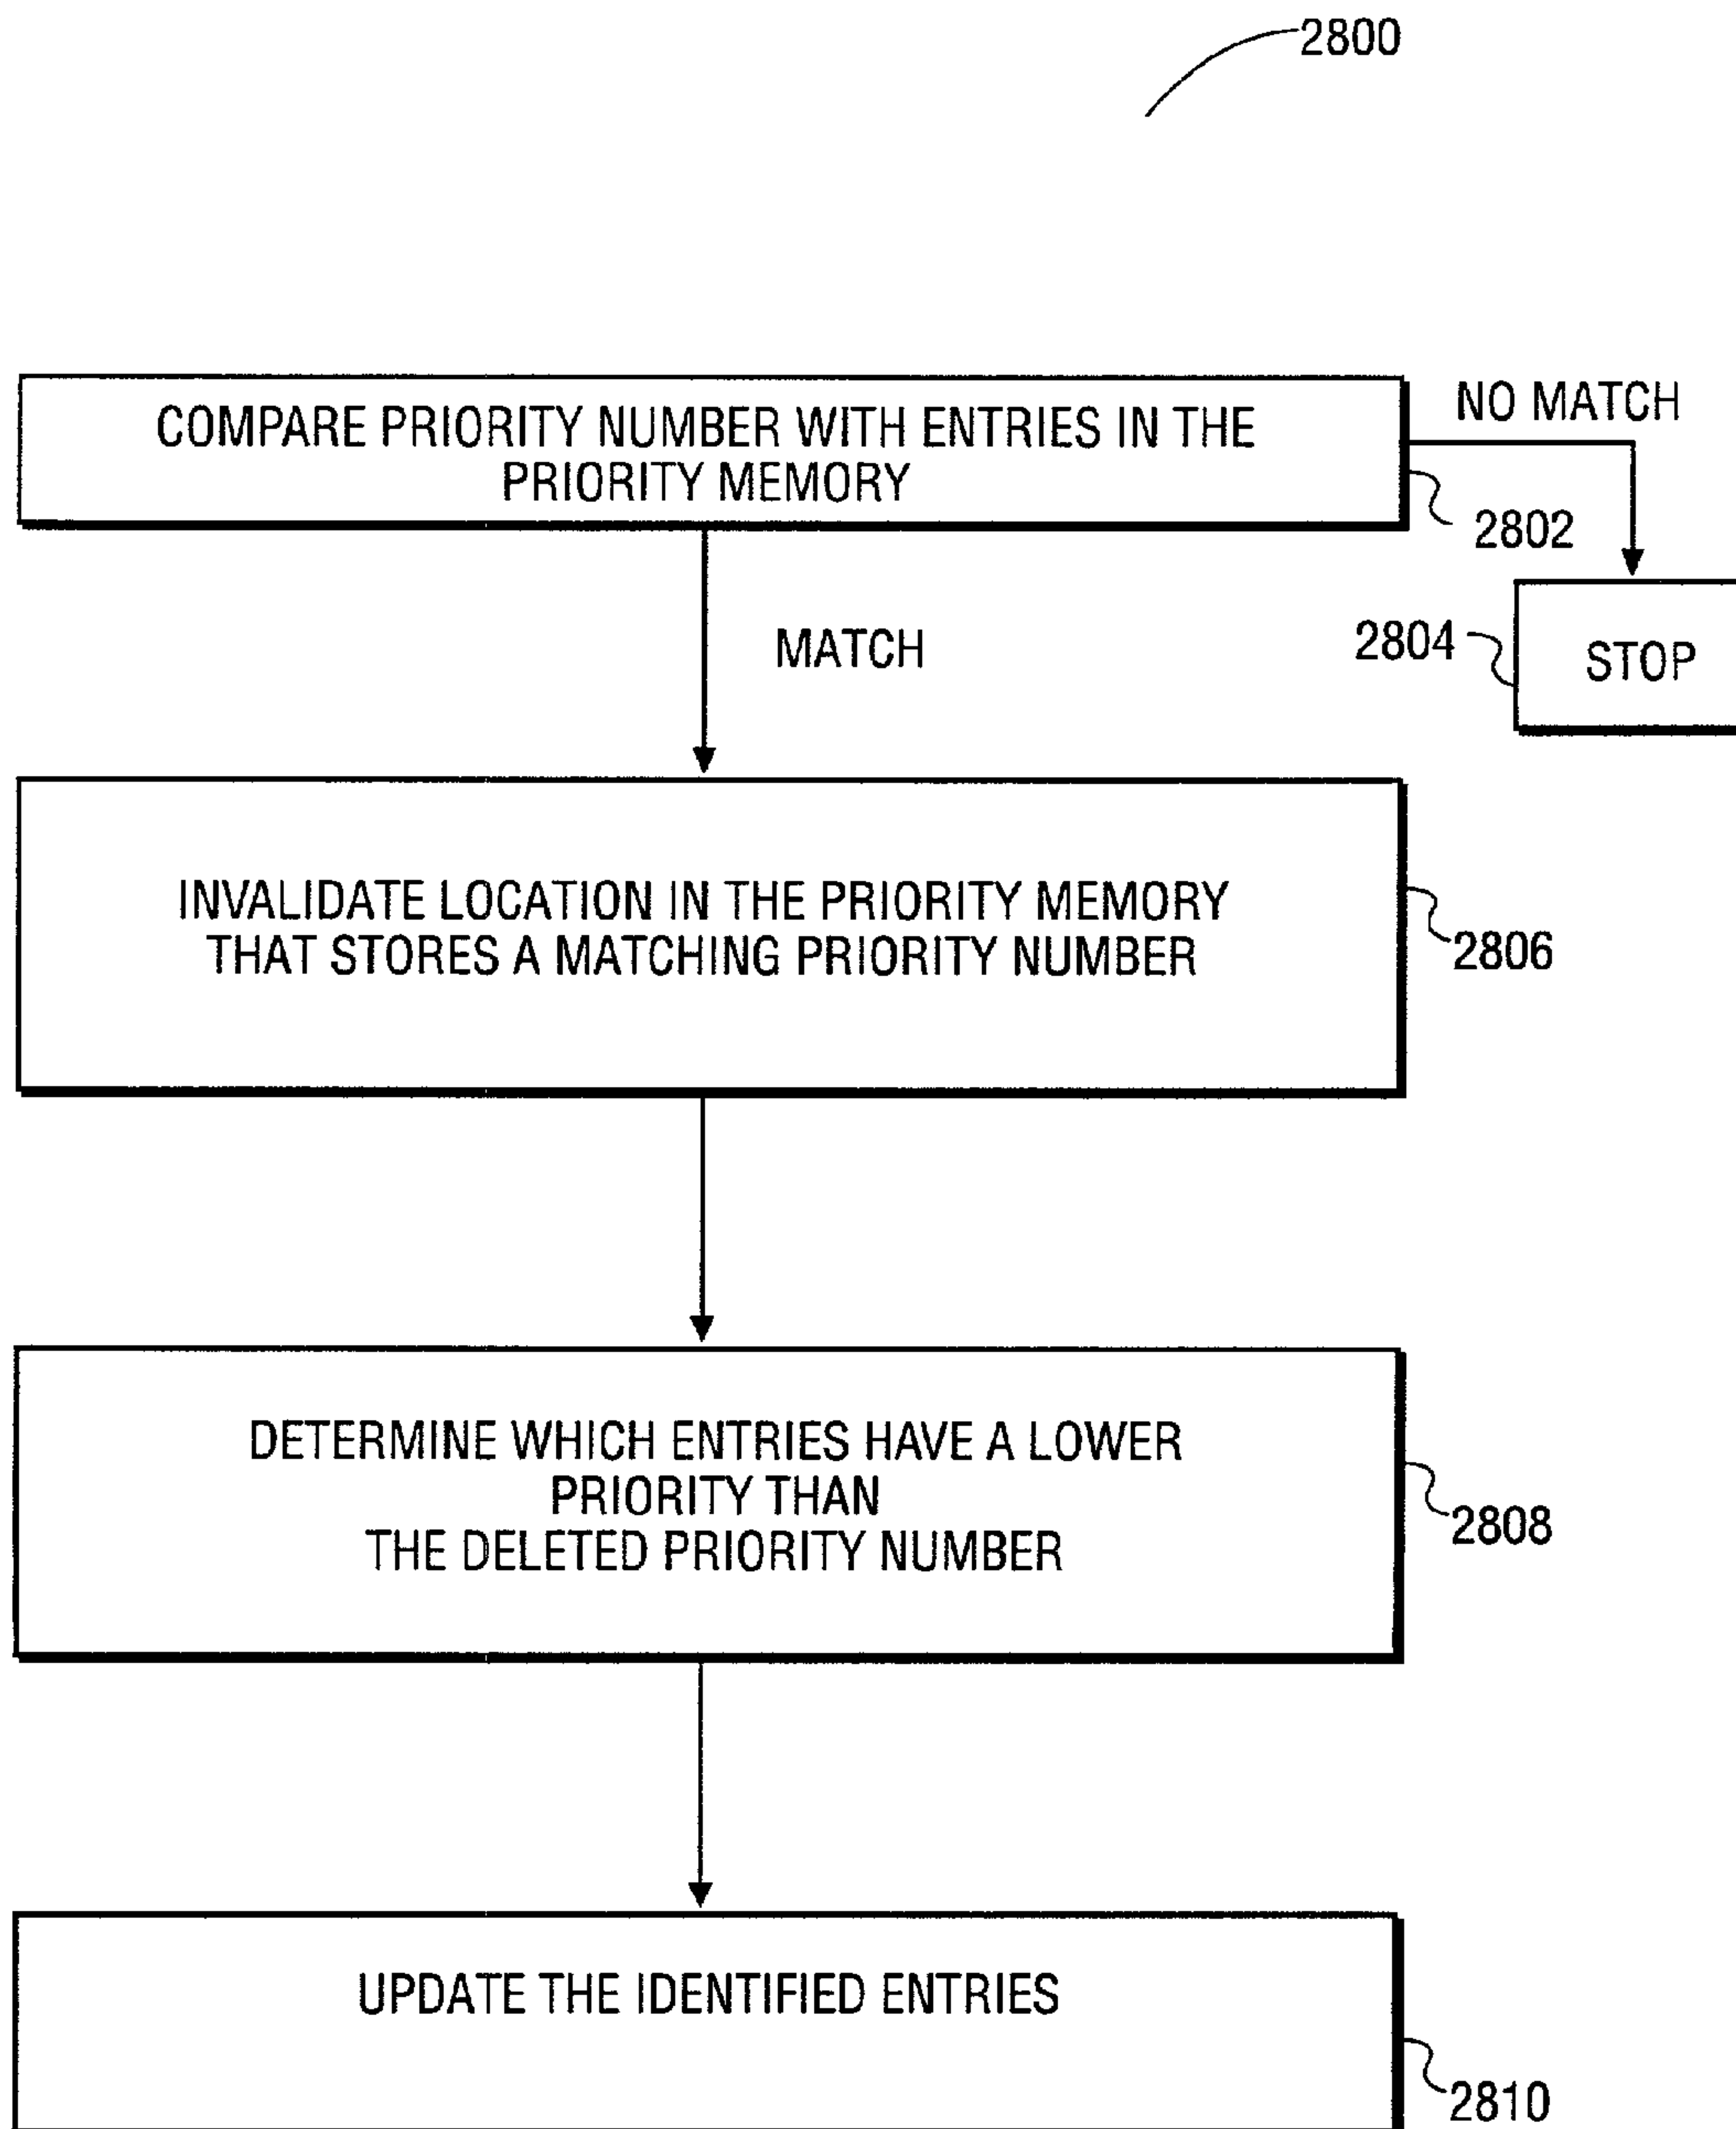 2800
COMPARE PRIORITY NUMBER WITH ENTRIES IN THE
PRIORITY MEMORY
NO MATCH
2802
MATCH
2804
STOP
INVALIDATE LOCATION IN THE PRIORITY MEMORY
THAT STORES A MATCHING PRIORITY NUMBER
2806
DETERMINE WHICH ENTRIES HAVE A LOWER
PRIORITY THAN
THE DELETED PRIORITY NUMBER
2808
UPDATE THE IDENTIFIED ENTRIES
2810